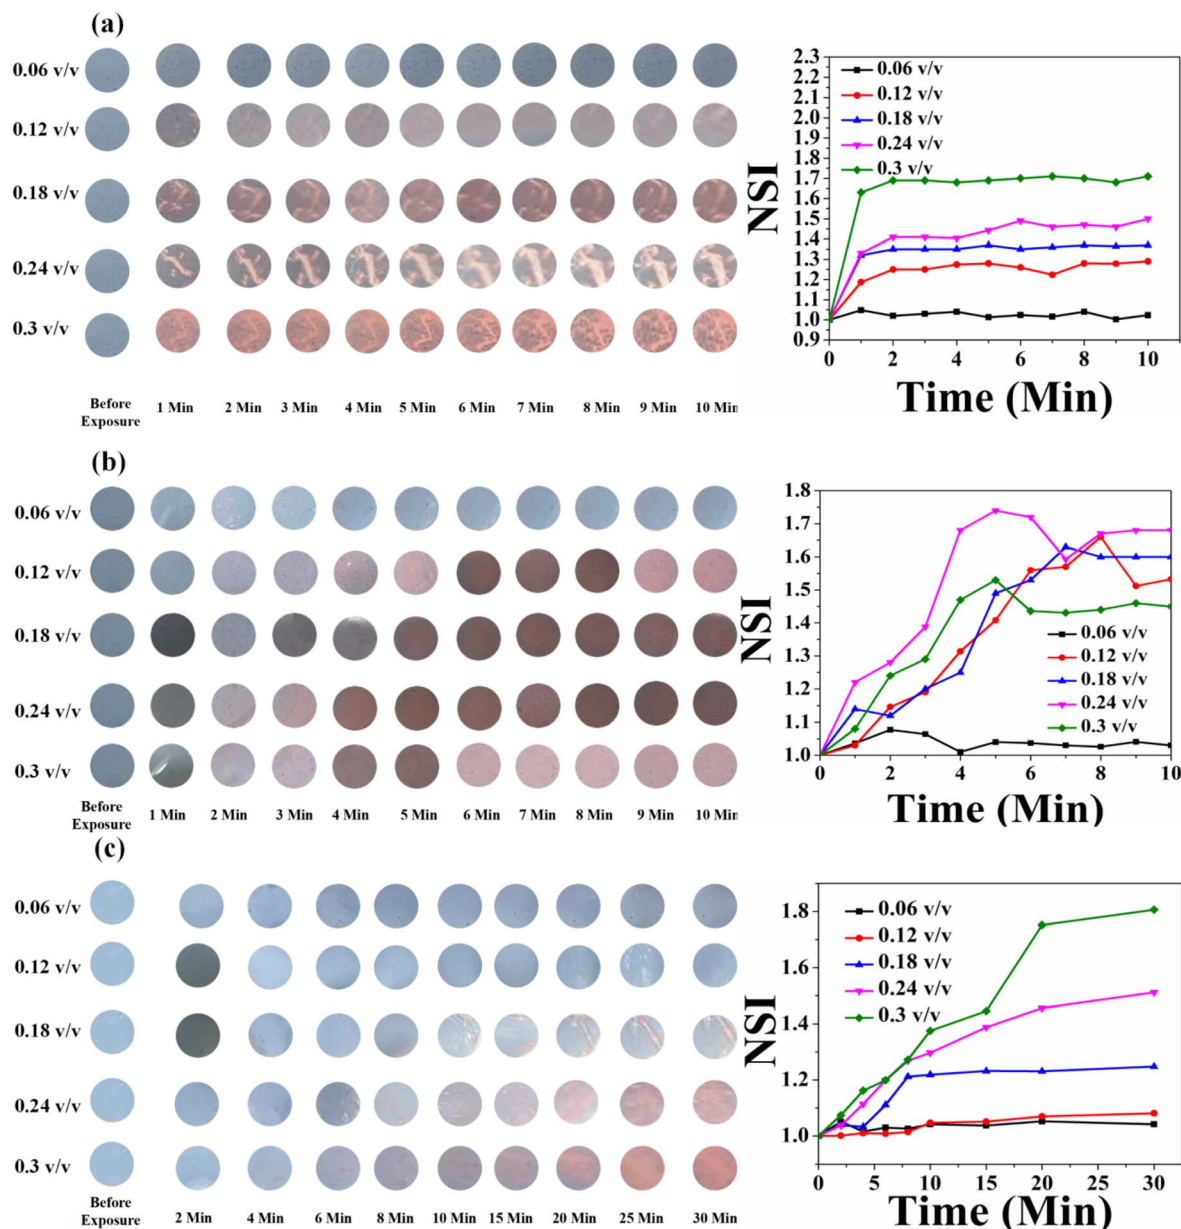 (a)
0.06 v/v
0.12 v/v
0.18 v/v
0.24 v/v
0.3 v/v
Before
Exposure
1 Min
2 Min
3 Min
4 Min
5 Min
6 Min
7 Min
8 Min
9 Min
10 Min
NSI
2.3
2.2
2.1
2.0
1.9
1.8
1.7
1.6
1.5
1.4
1.3
1.2
1.1
1.0
0.9
0.06 v/v
0.12 v/v
0.18 v/v
0.24 v/v
0.3 v/v
0 2 4 6 8 10
Time (Min)
(b)
0.06 v/v
0.12 v/v
0.18 v/v
0.24 v/v
0.3 v/v
Before
Exposure
1 Min
2 Min
3 Min
4 Min
5 Min
6 Min
7 Min
8 Min
9 Min
10 Min
NSI
1.8
1.7
1.6
1.5
1.4
1.3
1.2
1.1
1.0
0.06 v/v
0.12 v/v
0.18 v/v
0.24 v/v
0.3 v/v
0 2 4 6 8 10
Time (Min)
(c)
0.06 v/v
0.12 v/v
0.18 v/v
0.24 v/v
0.3 v/v
Before
Exposure
2 Min
4 Min
6 Min
8 Min
10 Min
15 Min
20 Min
25 Min
30 Min
NSI
1.8
1.6
1.4
1.2
1.0
0.06 v/v
0.12 v/v
0.18 v/v
0.24 v/v
0.3 v/v
0 5 10 15 20 25 30
Time (Min)